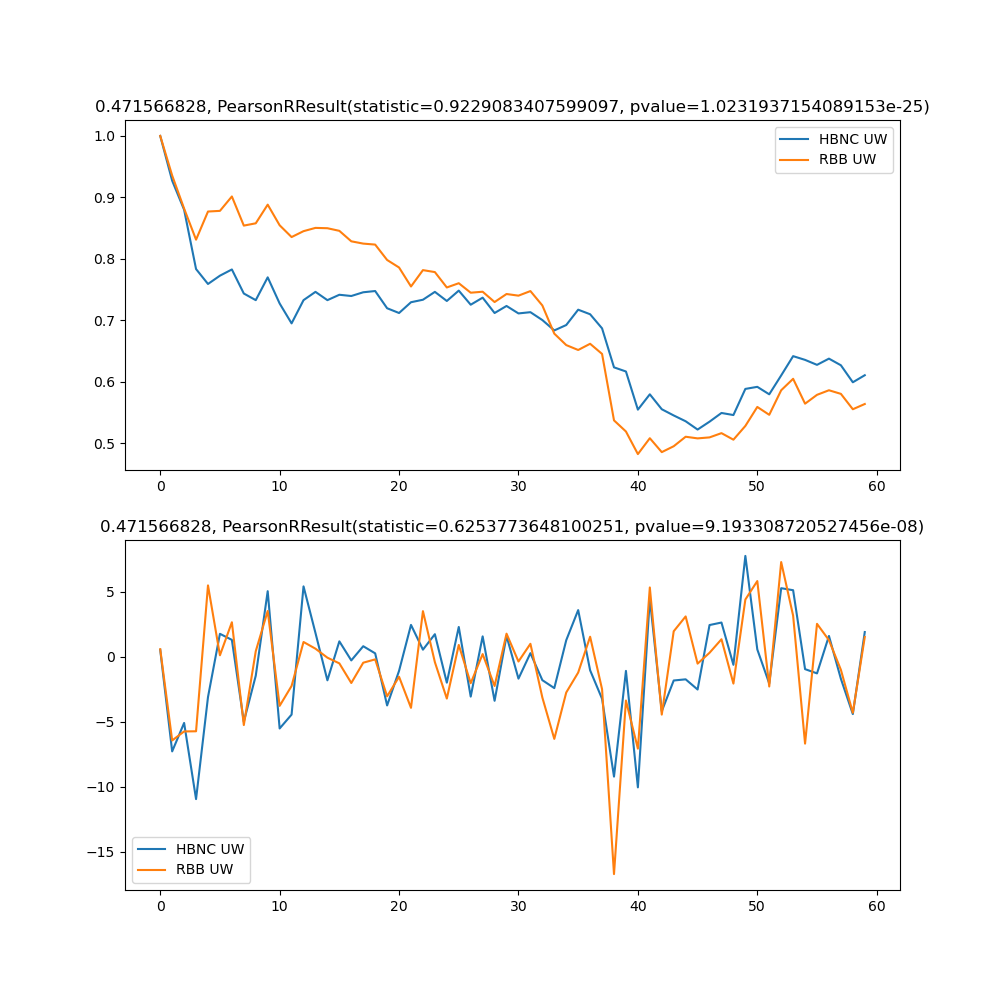 0.471566828, PearsonRResult(statistic=0.9229083407599097, pvalue=1.0231937154089153e-25)
1.0
0.9
0.8
0.7
0.6
0.5
HBNC UW
RBB UW
0 10 20 30 40 50 60
0.471566828, PearsonRResult(statistic=0.6253773648100251, pvalue=9.193308720527456e-08)
5
0
−5
−10
−15
HBNC UW
RBB UW
0 10 20 30 40 50 60